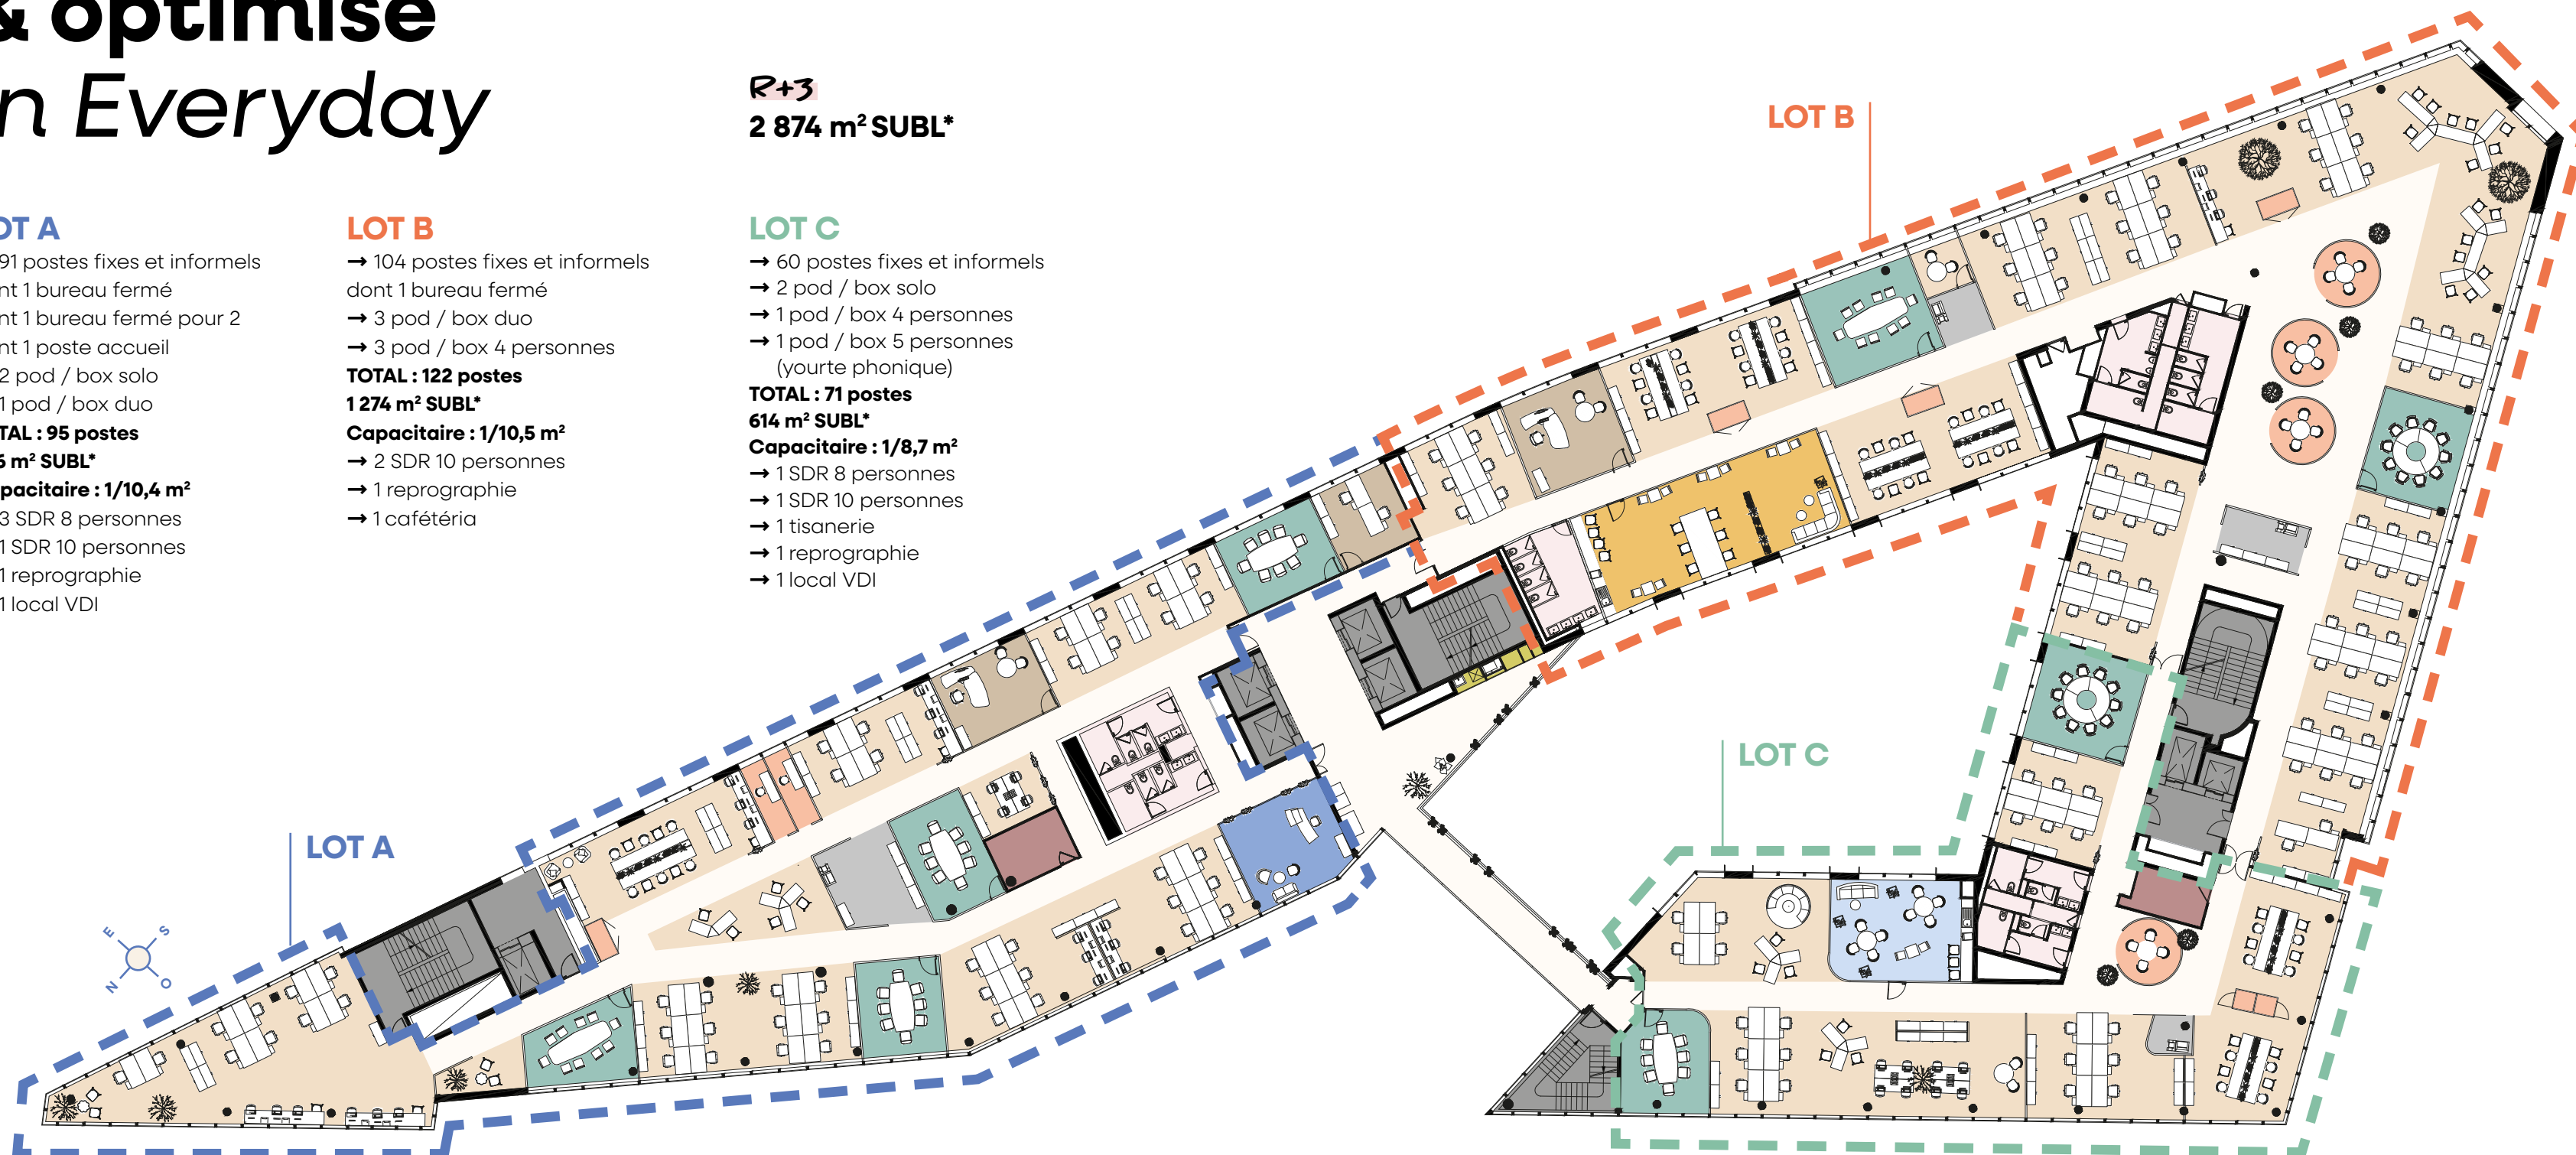 & optimise
n Everyday
R+3
2 874 m² SUBL*
OT A
91 postes fixes et informels
nt 1 bureau fermé
nt 1 bureau fermé pour 2
nt 1 poste accueil
2 pod / box solo
1 pod / box duo
TAL : 95 postes
6 m² SUBL*
pacitaire : 1/10,4 m²
3 SDR 8 personnes
1 SDR 10 personnes
1 reprographie
1 local VDI
LOT B
→ 104 postes fixes et informels
dont 1 bureau fermé
→ 3 pod / box duo
→ 3 pod / box 4 personnes
TOTAL : 122 postes
1 274 m² SUBL*
Capacitaire : 1/10,5 m²
→ 2 SDR 10 personnes
→ 1 reprographie
→ 1 cafétéria
LOT C
→ 60 postes fixes et informels
→ 2 pod / box solo
→ 1 pod / box 4 personnes
→ 1 pod / box 5 personnes
(yourte phonique)
TOTAL : 71 postes
614 m² SUBL*
Capacitaire : 1/8,7 m²
→ 1 SDR 8 personnes
→ 1 SDR 10 personnes
→ 1 tisanerie
→ 1 reprographie
→ 1 local VDI
LOT B
LOT C
LOT A
E
S
N
O